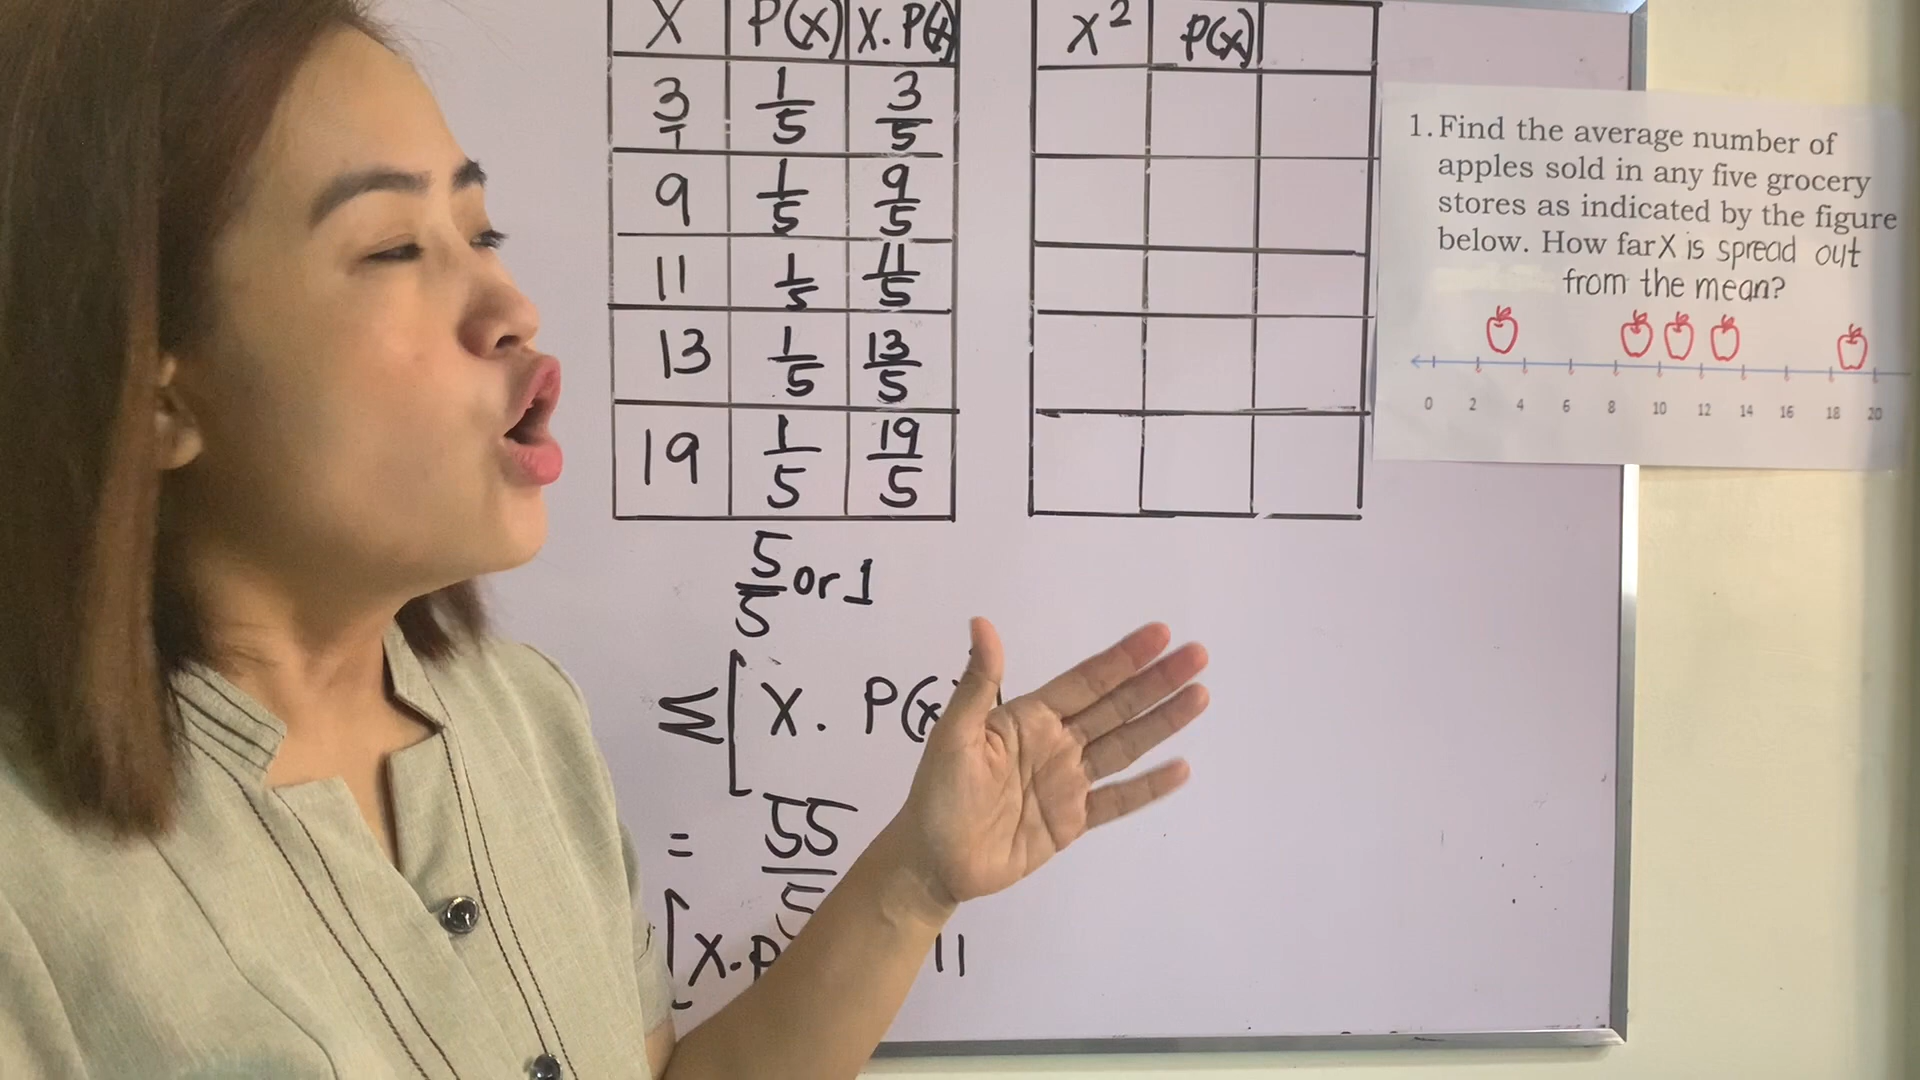 X P(X) X.P(X)
3/1 1/5 3/5
9 1/5 9/5
11 1/5 11/5
13 1/5 13/5
19 1/5 19/5
5/5 or 1
Σ[X. P(x)
= 55/5
[X.P
11
X² P(X)
1. Find the average number of
apples sold in any five grocery
stores as indicated by the figure
below. How far X is spread out
from the mean?
0 2 4 6 8 10 12 14 16 18 20